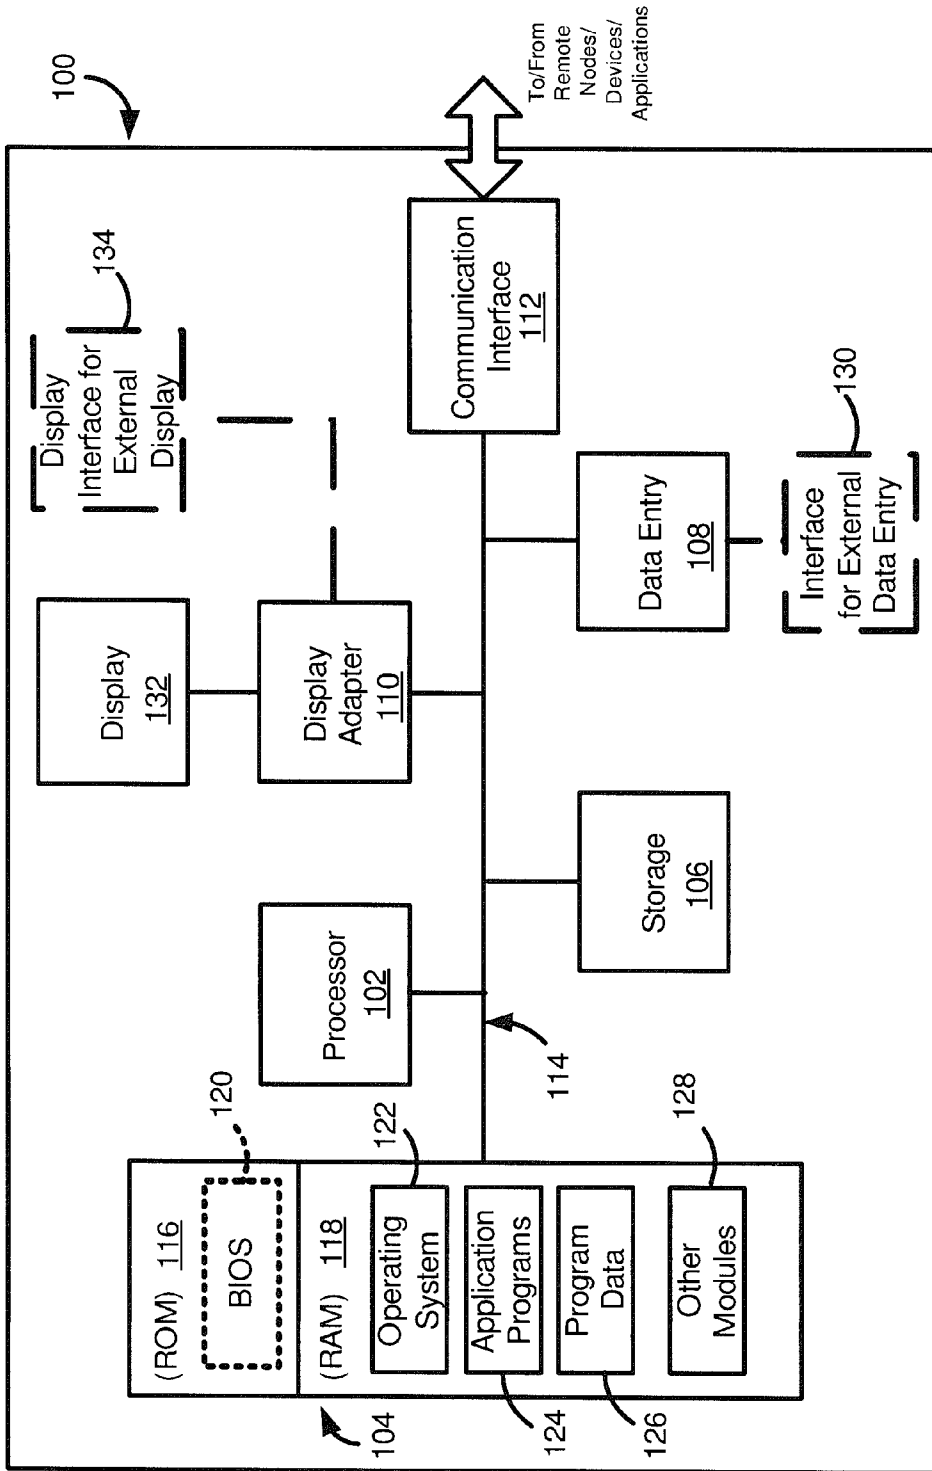 100
Display
Interface for
External
Display
134
Display
132
Display
Adapter
110
Communication
Interface
112
To/From
Remote
Nodes/
Devices/
Applications
Processor
102
114
Storage
106
Data Entry
108
Interface
for External
Data Entry
130
(ROM) 116
BIOS
120
(RAM) 118
Operating
System
122
Application
Programs
124
Program
Data
126
Other
Modules
128
104